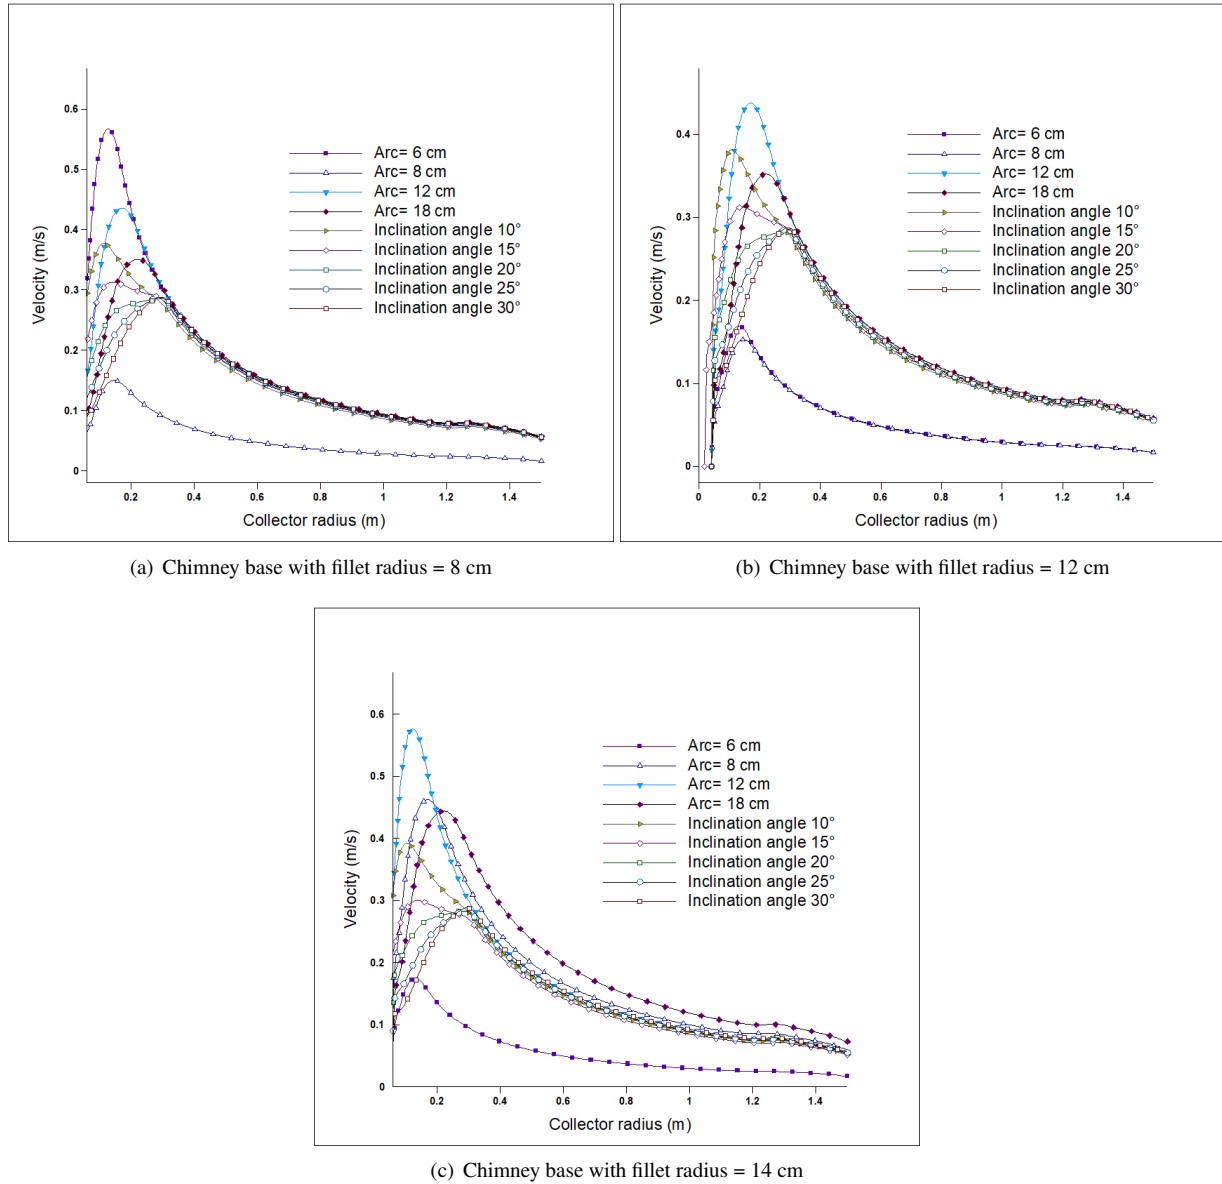 0.6
0.5
0.4
0.3
0.2
0.1
0
Velocity (m/s)
Arc= 6 cm
Arc= 8 cm
Arc= 12 cm
Arc= 18 cm
Inclination angle 10°
Inclination angle 15°
Inclination angle 20°
Inclination angle 25°
Inclination angle 30°
0.2 0.4 0.6 0.8 1 1.2 1.4
Collector radius (m)
(a) Chimney base with fillet radius = 8 cm
0.4
0.3
0.2
0.1
0
Velocity (m/s)
Arc= 6 cm
Arc= 8 cm
Arc= 12 cm
Arc= 18 cm
Inclination angle 10°
Inclination angle 15°
Inclination angle 20°
Inclination angle 25°
Inclination angle 30°
0 0.2 0.4 0.6 0.8 1 1.2 1.4
Collector radius (m)
(b) Chimney base with fillet radius = 12 cm
0.6
0.5
0.4
0.3
0.2
0.1
0
Velocity (m/s)
Arc= 6 cm
Arc= 8 cm
Arc= 12 cm
Arc= 18 cm
Inclination angle 10°
Inclination angle 15°
Inclination angle 20°
Inclination angle 25°
Inclination angle 30°
0.2 0.4 0.6 0.8 1 1.2 1.4
Collector radius (m)
(c) Chimney base with fillet radius = 14 cm